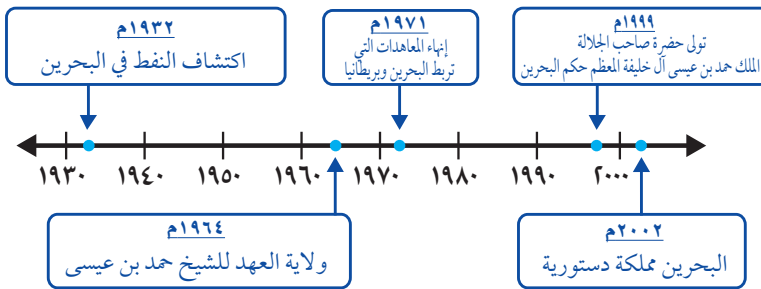 ١٩٣٢م
اكتشاف النفط في البحرين
١٩٧١م
إنهاء المعاهدات التي
تربط البحرين وبريطانيا
١٩٩٩م
تولى حضرة صاحب الجلالة
الملك حمد بن عيسى آل خليفة المعظم حكم البحرين
١٩٣٠ ١٩٤٠ ١٩٥٠ ١٩٦٠ ١٩٧٠ ١٩٨٠ ١٩٩٠ ٢٠٠٠
١٩٦٤م
ولاية العهد للشيخ حمد بن عيسى
٢٠٠٢م
البحرين مملكة دستورية